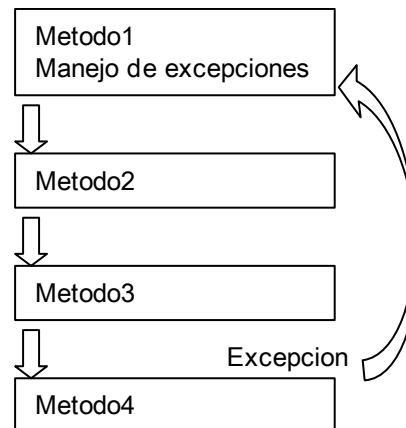 Metodo1
Manejo de excepciones
Metodo2
Metodo3
Excepcion
Metodo4